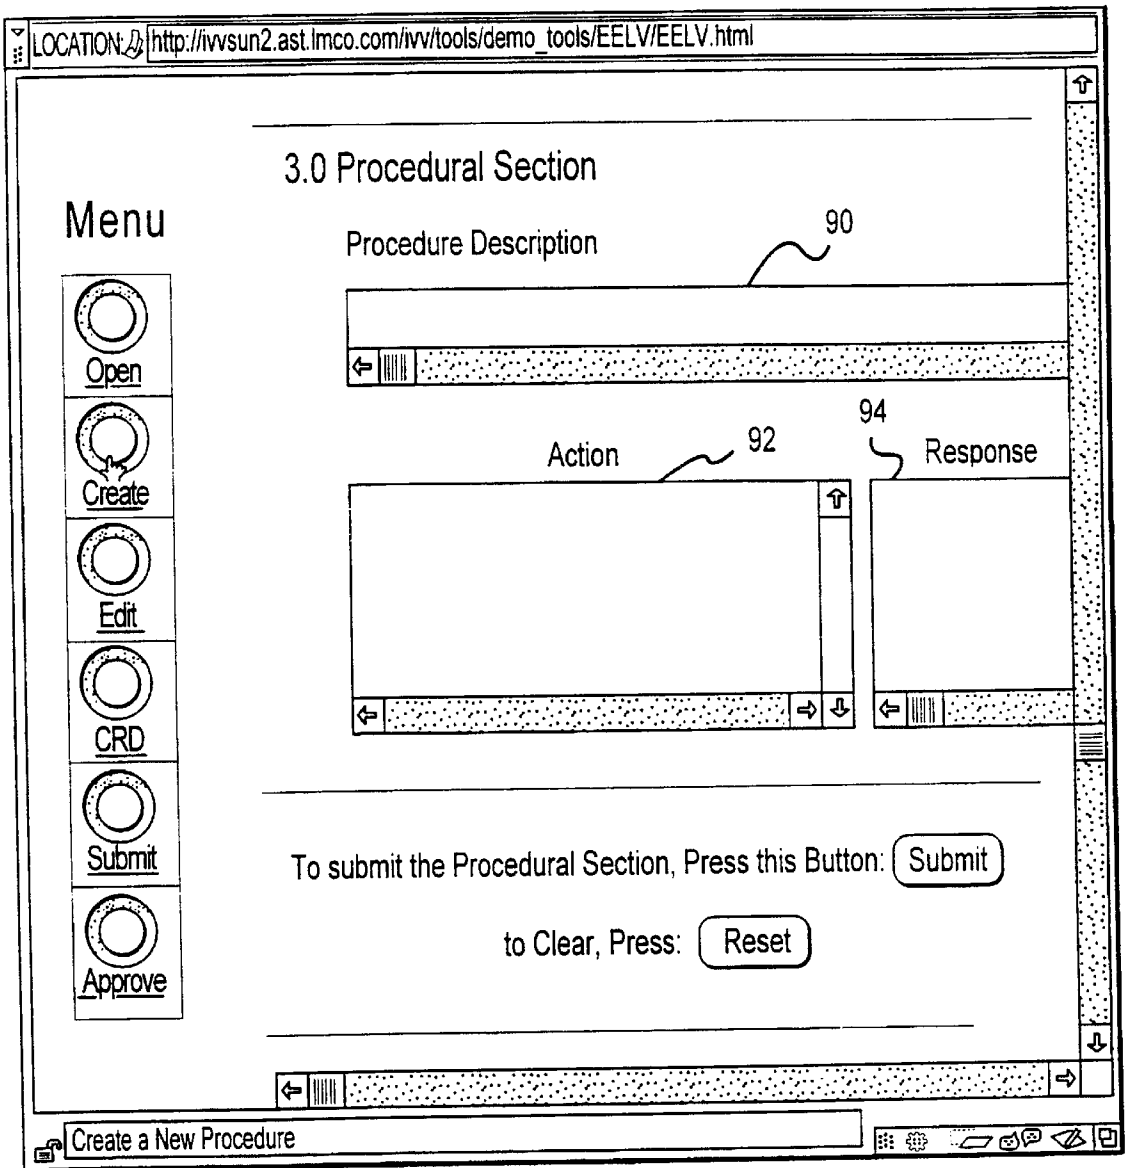 LOCATION: http://ivvsun2.ast.lmco.com/ivv/tools/demo_tools/EELV/EELV.html
3.0 Procedural Section
Menu
Procedure Description
90
Open
Create
Edit
CRD
Submit
Approve
Action
92
94
Response
To submit the Procedural Section, Press this Button: Submit
to Clear, Press: Reset
Create a New Procedure